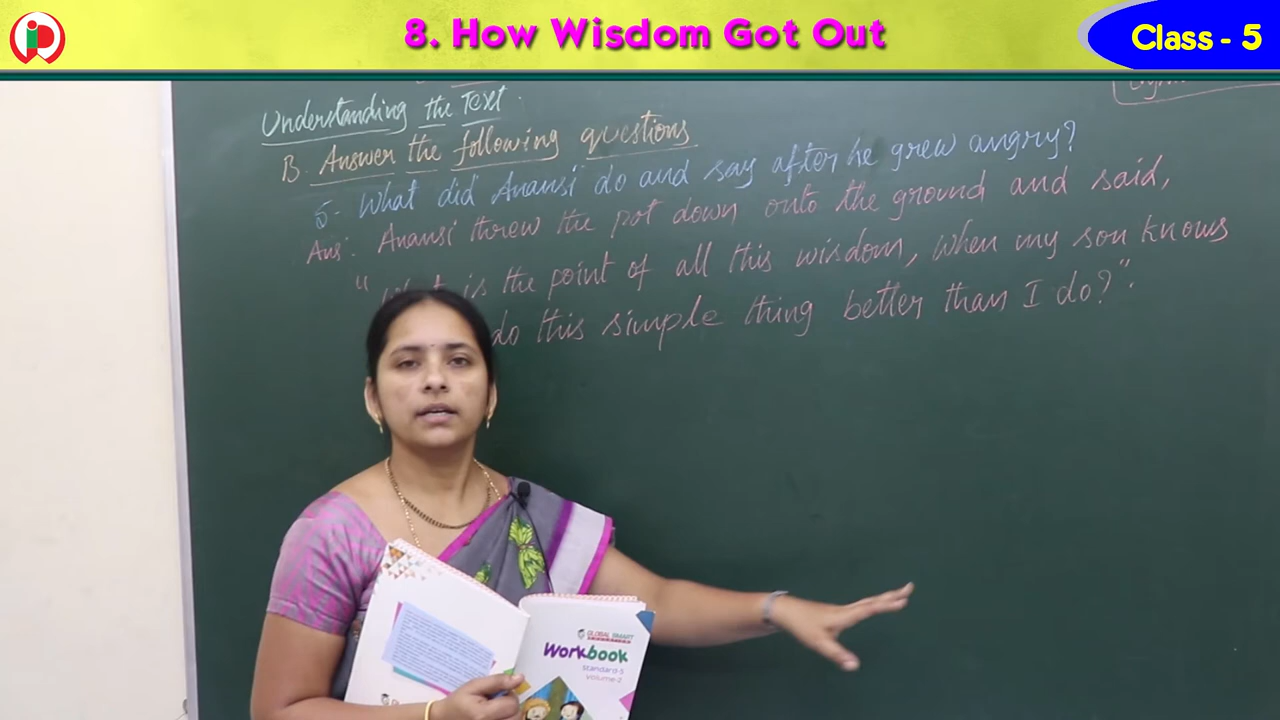 8. How Wisdom Got Out
Class - 5
Understanding the Text.
B. Answer the following questions
5- What did Anansi do and say after he grew angry?
Ans: Anansi threw the pot down onto the ground and said,
" is the point of all this wisdom, when my son knows
do this simple thing better than I do?".
GLOBAL SMART
Workbook
Standard-5
Volume-2